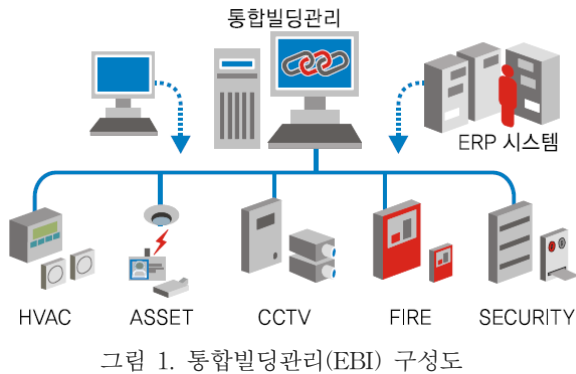 통합빌딩관리
ERP 시스템
HVAC ASSET CCTV FIRE SECURITY
그림 1. 통합빌딩관리(EBI) 구성도